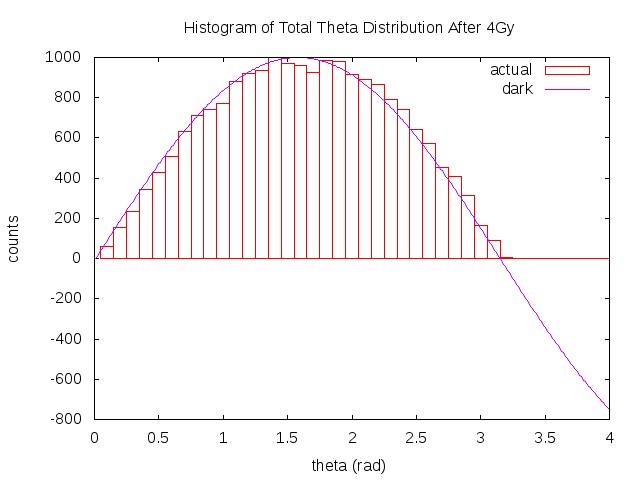 Histogram of Total Theta Distribution After 4Gy
1000
800
600
400
200
0
-200
-400
-600
-800
counts
actual
dark
0 0.5 1 1.5 2 2.5 3 3.5 4
theta (rad)